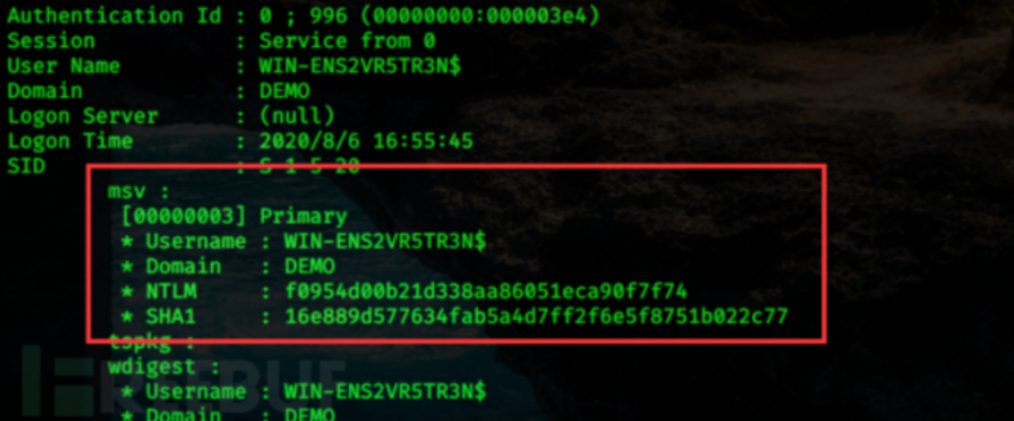 Authentication Id : 0 ; 996 (00000000:000003e4)
Session           : Service from 0
User Name         : WIN-ENS2VR5TR3N$
Domain            : DEMO
Logon Server      : (null)
Logon Time        : 2020/8/6 16:55:45
SID               : S-1-5-20
msv :
[00000003] Primary
* Username : WIN-ENS2VR5TR3N$
* Domain   : DEMO
* NTLM     : f0954d00b21d338aa86051eca90f7f74
* SHA1     : 16e889d577634fab5a4d7ff2f6e5f8751b022c77
tspkg :
wdigest :
* Username : WIN-ENS2VR5TR3N$
* Domain   : DEMO